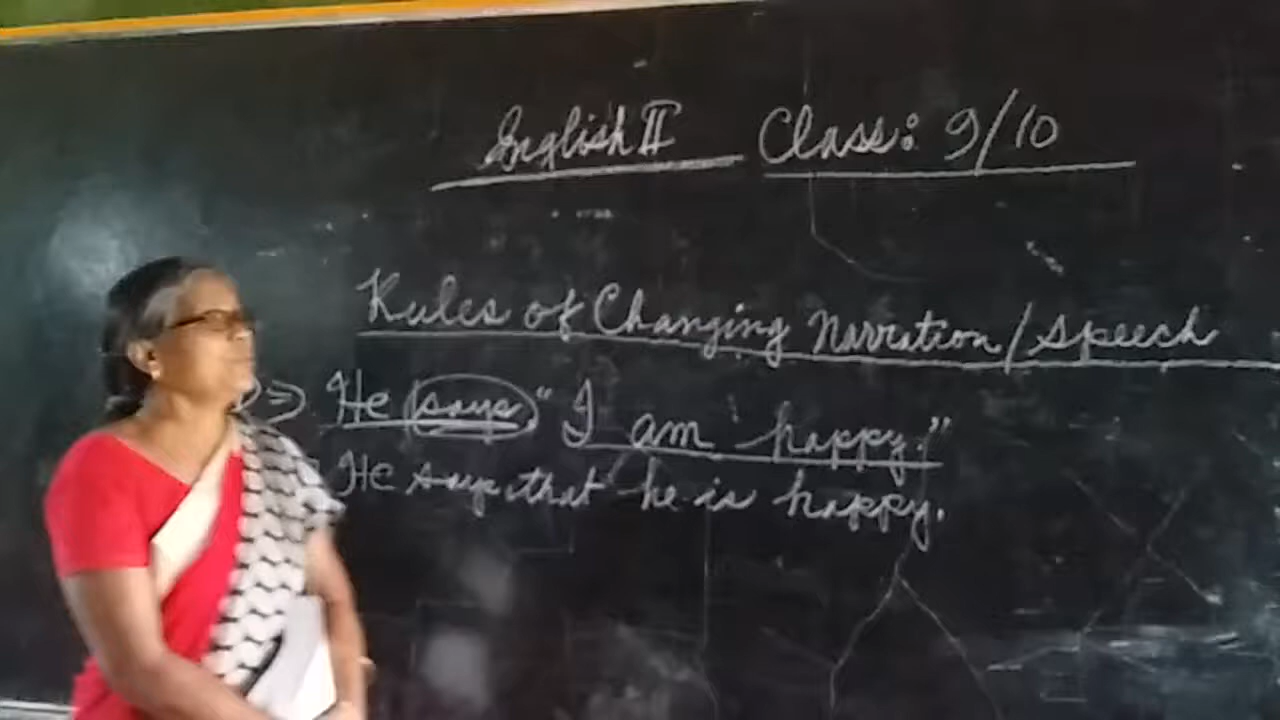 English II Class: 9/10
Rules of Changing Narration/Speech
⇒ He says, "I am happy."
He says that he is happy.